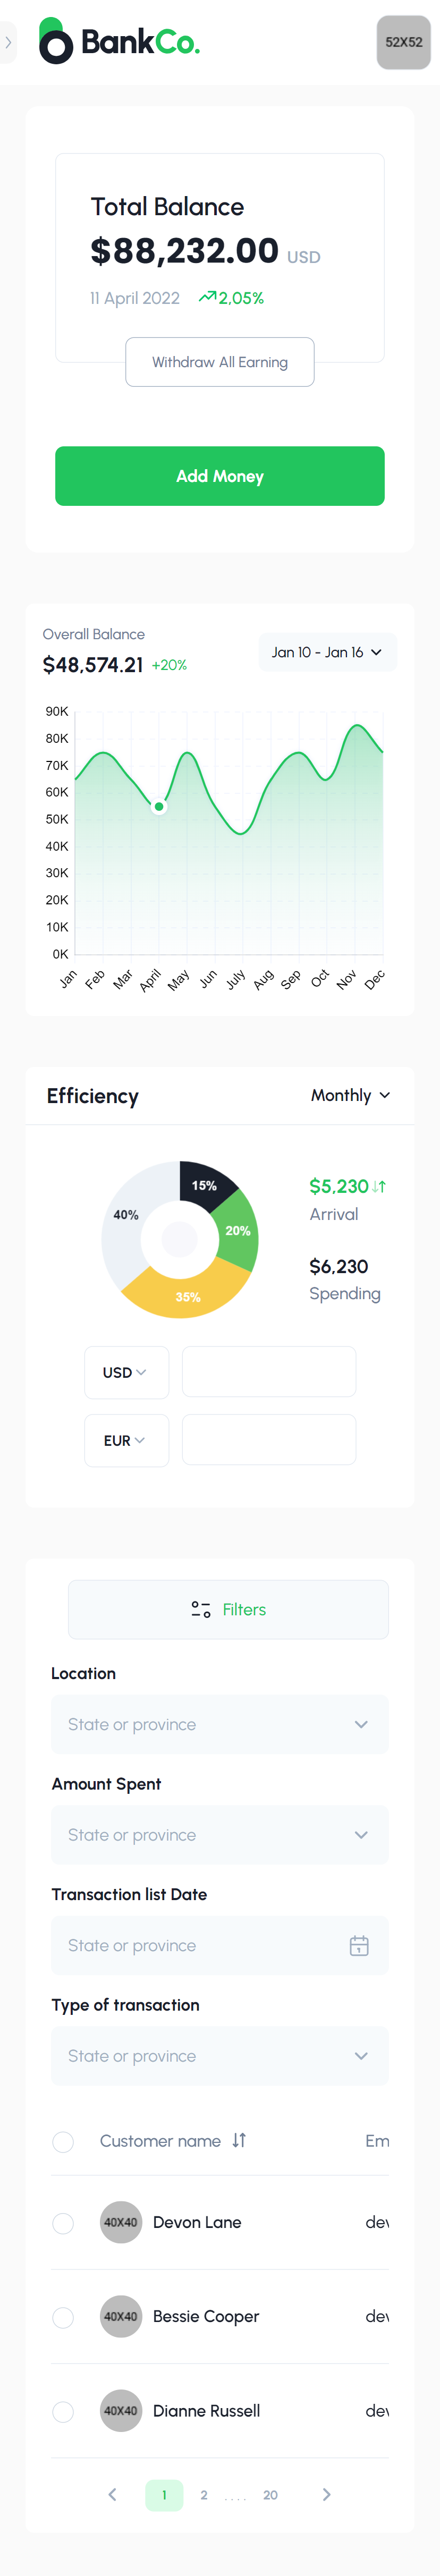 BankCo.
52X52
Total Balance
$88,232.00 USD
11 April 2022 2,05%
Withdraw All Earning
Add Money
Overall Balance
$48,574.21 +20%
Jan 10 - Jan 16
90K
80K
70K
60K
50K
40K
30K
20K
10K
0K
Jan Feb Mar April May Jun July Aug Sep Oct Nov Dec
Efficiency
Monthly
15%
40%
20%
35%
$5,230
Arrival
$6,230
Spending
USD
EUR
Filters
Location
State or province
Amount Spent
State or province
Transaction list Date
State or province
Type of transaction
State or province
Customer name Em
40X40 Devon Lane dev
40X40 Bessie Cooper dev
40X40 Dianne Russell dev
1 2 .... 20